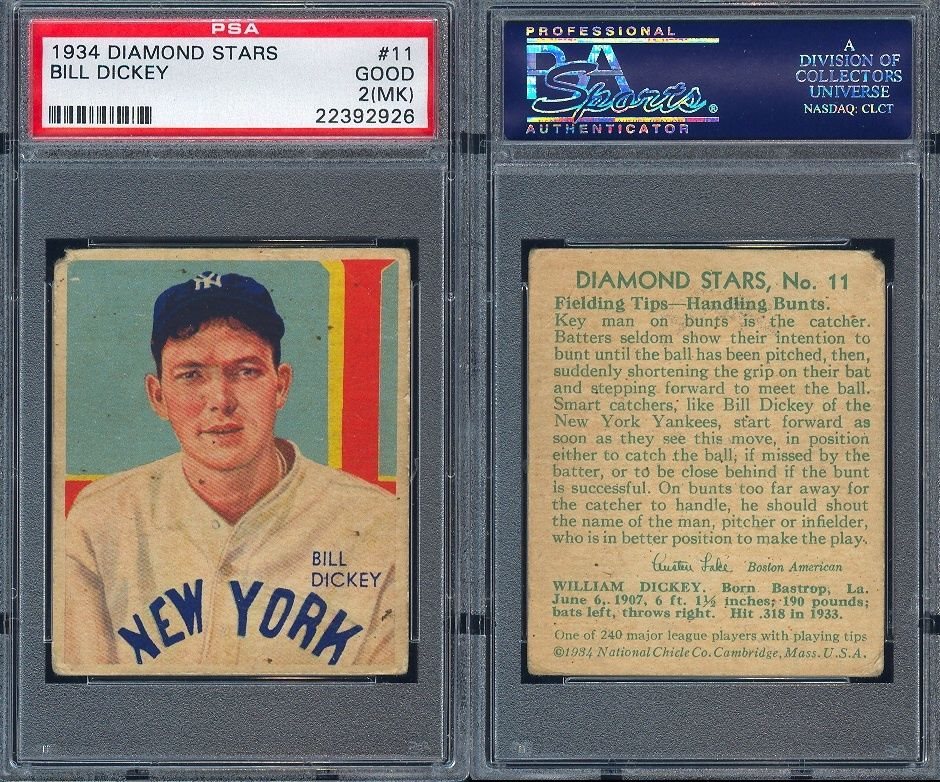 PSA
1934 DIAMOND STARS #11
BILL DICKEY GOOD
2(MK)
22392926
NY
BILL
DICKEY
NEW YORK
PROFESSIONAL
PSA
Sports®
AUTHENTICATOR
A
DIVISION OF
COLLECTORS
UNIVERSE
NASDAQ: CLCT
DIAMOND STARS, No. 11
Fielding Tips—Handling Bunts.
Key man on bunts is the catcher.
Batters seldom show their intention to
bunt until the ball has been pitched, then,
suddenly shortening the grip on their bat
and stepping forward to meet the ball.
Smart catchers, like Bill Dickey of the
New York Yankees, start forward as
soon as they see this move, in position
either to catch the ball, if missed by the
batter, or to be close behind if the bunt
is successful. On bunts too far away for
the catcher to handle, he should shout
the name of the man, pitcher or infielder,
who is in better position to make the play.
Austen Lake Boston American
WILLIAM DICKEY. Born Bastrop, La.
June 6, 1907, 6 ft. 1½ inches; 190 pounds;
bats left, throws right. Hit .318 in 1933.
One of 240 major league players with playing tips
©1934 National Chicle Co. Cambridge, Mass. U.S.A.